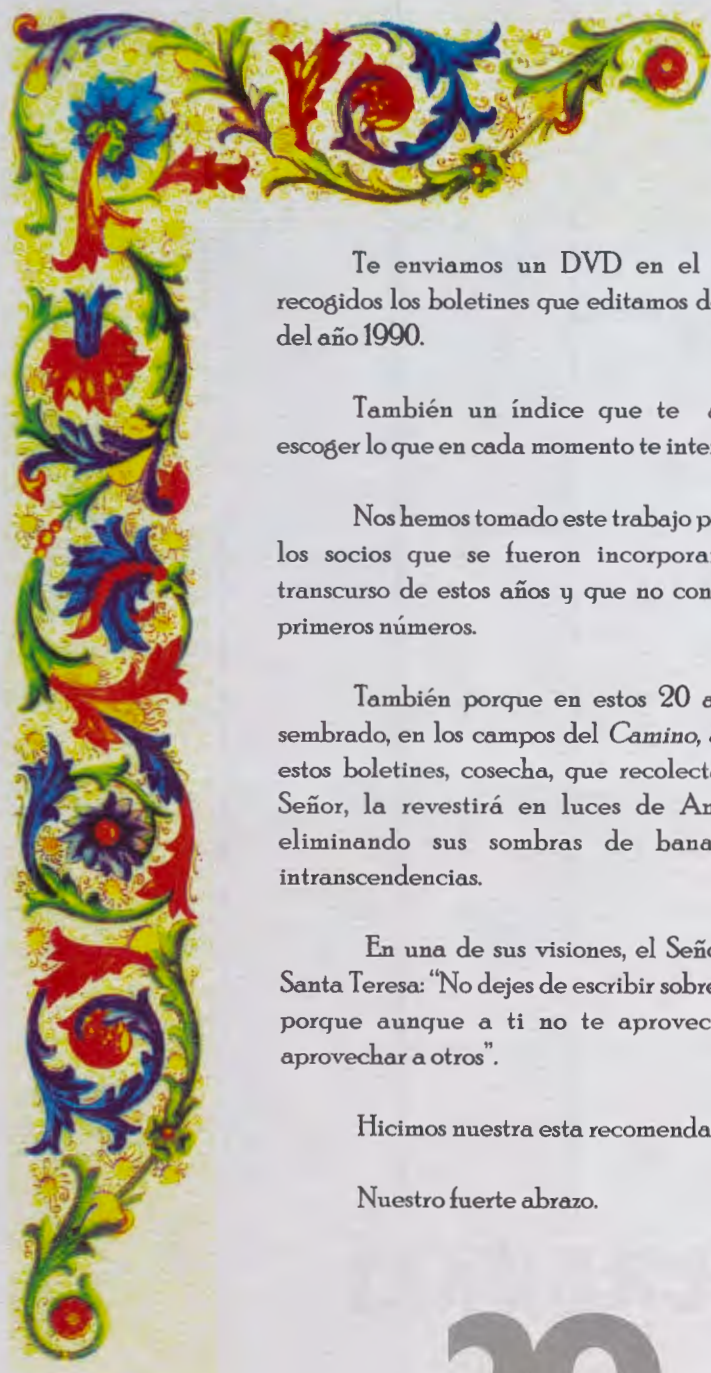 Te enviamos un DVD en el
recogidos los boletines que editamos d
del año 1990.
También un índice que te
escoger lo que en cada momento te inte
Nos hemos tomado este trabajo p
los socios que se fueron incorpora
transcurso de estos años y que no con
primeros números.
También porque en estos 20 a
sembrado, en los campos del Camino,
estos boletines, cosecha, que recolect
Señor, la revestirá en luces de Am
eliminando sus sombras de bana
intranscendencias.
En una de sus visiones, el Seño
Santa Teresa: "No dejes de escribir sobre
porque aunque a ti no te aprovec
aprovechar a otros".
Hicimos nuestra esta recomenda
Nuestro fuerte abrazo.